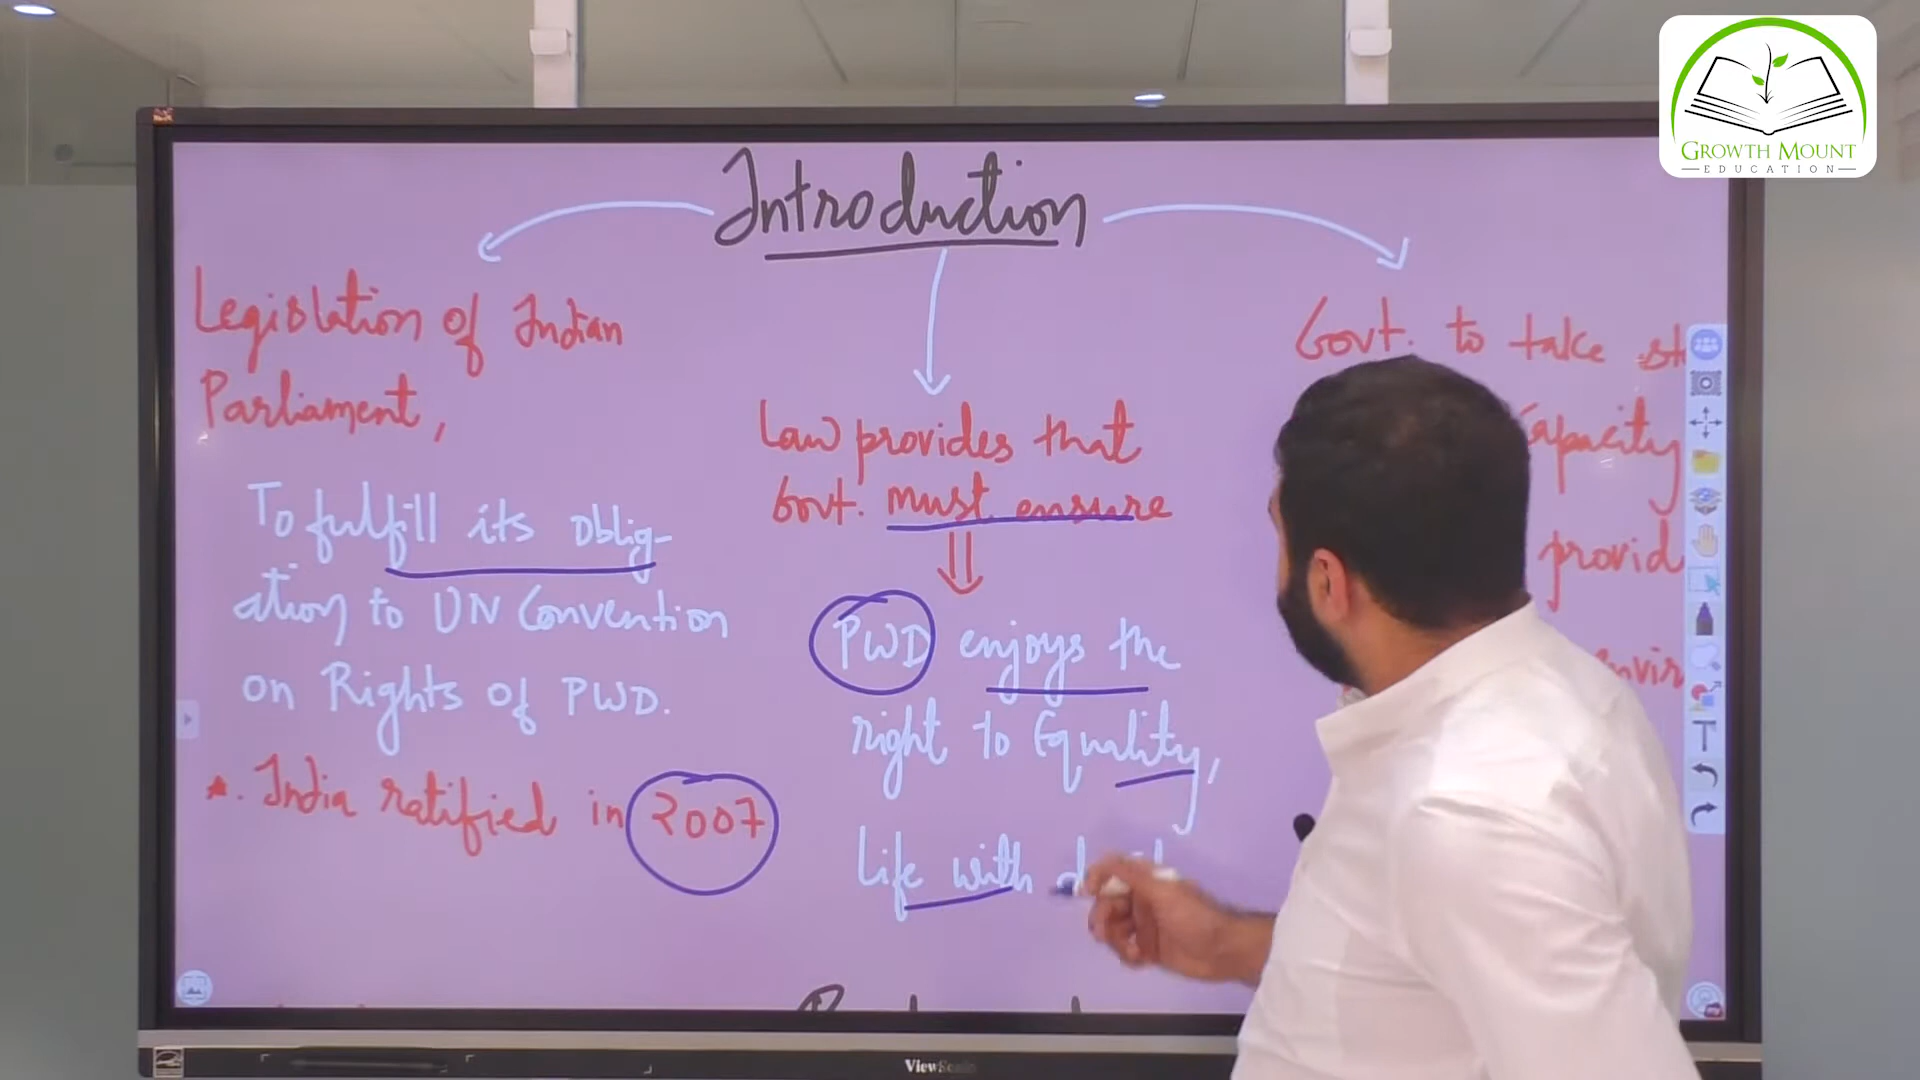 GROWTH MOUNT
EDUCATION
Introduction
Legislation of Indian
Parliament,
To fulfill its oblig-
ation to UN Convention
on Rights of PWD.
*. India ratified in 2007
Law provides that
Govt. must ensure
PWD enjoys the
right to Equality,
Life with
Govt. to take
Capacity
ViewSonic